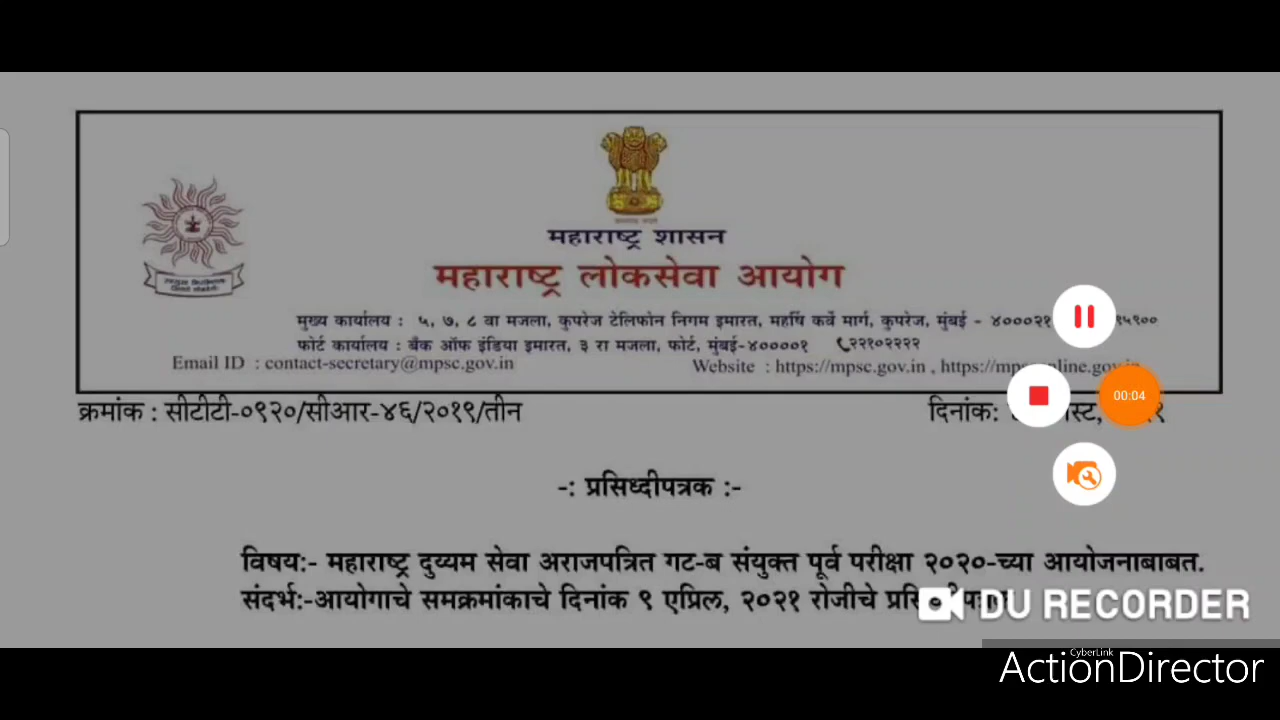 महाराष्ट्र शासन
महाराष्ट्र लोकसेवा आयोग
मुख्य कार्यालय : ५, ७, ८ वा मजला, कुपरेज टेलिफोन निगम इमारत, महर्षि कर्वे मार्ग, कुपरेज, मुंबई -
फोर्ट कार्यालय : बँक ऑफ इंडिया इमारत, ३ रा मजला, फोर्ट, मुंबई-४००००१ २२१०२२२२
Email ID : contact-secretary@mpsc.gov.in Website : https://mpsc.gov.in ,
क्रमांक : सीटीटी-०९२०/सीआर-४६/२०१९/तीन दिनांक:
00:04
-: प्रसिध्दीपत्रक :-
विषय:- महाराष्ट्र दुय्यम सेवा अराजपत्रित गट-ब संयुक्त पूर्व परीक्षा २०२०-च्या आयोजनाबाबत.
संदर्भ:-आयोगाचे समक्रमांकाचे दिनांक ९ एप्रिल, २०२१ रोजीचे
DU RECORDER
CyberLink
ActionDirector